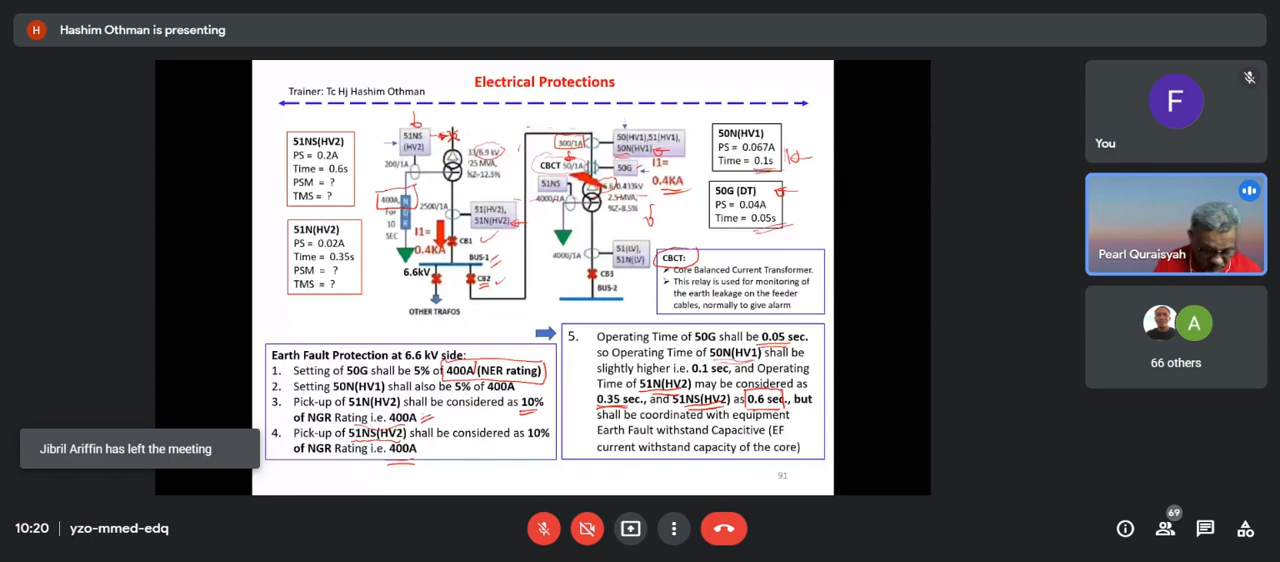 H
Hashim Othman is presenting
Electrical Protections
Trainer: Tc Hj Hashim Othman
51NS(HV2)
PS = 0.2A
Time = 0.6s
PSM = ?
TMS = ?
51N(HV2)
PS = 0.02A
Time = 0.35s
PSM = ?
TMS = ?
51NS
(HV2)
200/1A
400A
10
SEC
33/6.9 kV
25 MVA,
%Z=12.5%
2500/1A
51(HV2),
51N(HV2)
I1=
0.4KA
CB1
BUS-1
6.6kV
CB2
OTHER TRAFOS
300/1A
50(HV1),51(HV1),
50N(HV1)
CBCT
50/1A
50G
I1=
0.4KA
51NS
4000/1A
/0.433kV
2.5 MVA,
%Z=8.5%
4000/1A
51(LV),
51N(LV)
CB3
BUS-2
50N(HV1)
PS = 0.067A
Time = 0.1s
50G (DT)
PS = 0.04A
Time = 0.05s
CBCT:
➢ Core Balanced Current Transformer.
➢ This relay is used for monitoring of
the earth leakage on the feeder
cables, normally to give alarm
Earth Fault Protection at 6.6 kV side:
1. Setting of 50G shall be 5% of 400A (NER rating)
2. Setting 50N(HV1) shall also be 5% of 400A
3. Pick-up of 51N(HV2) shall be considered as 10%
of NGR Rating i.e. 400A
4. Pick-up of 51NS(HV2) shall be considered as 10%
of NGR Rating i.e. 400A
5. Operating Time of 50G shall be 0.05 sec.
so Operating Time of 50N(HV1) shall be
slightly higher i.e. 0.1 sec, and Operating
Time of 51N(HV2) may be considered as
0.35 sec., and 51NS(HV2) as 0.6 sec., but
shall be coordinated with equipment
Earth Fault withstand Capacitive (EF
current withstand capacity of the core)
91
F
You
Pearl Quraisyah
A
66 others
Jibril Ariffin has left the meeting
10:20 | yzo-mmed-edq
69